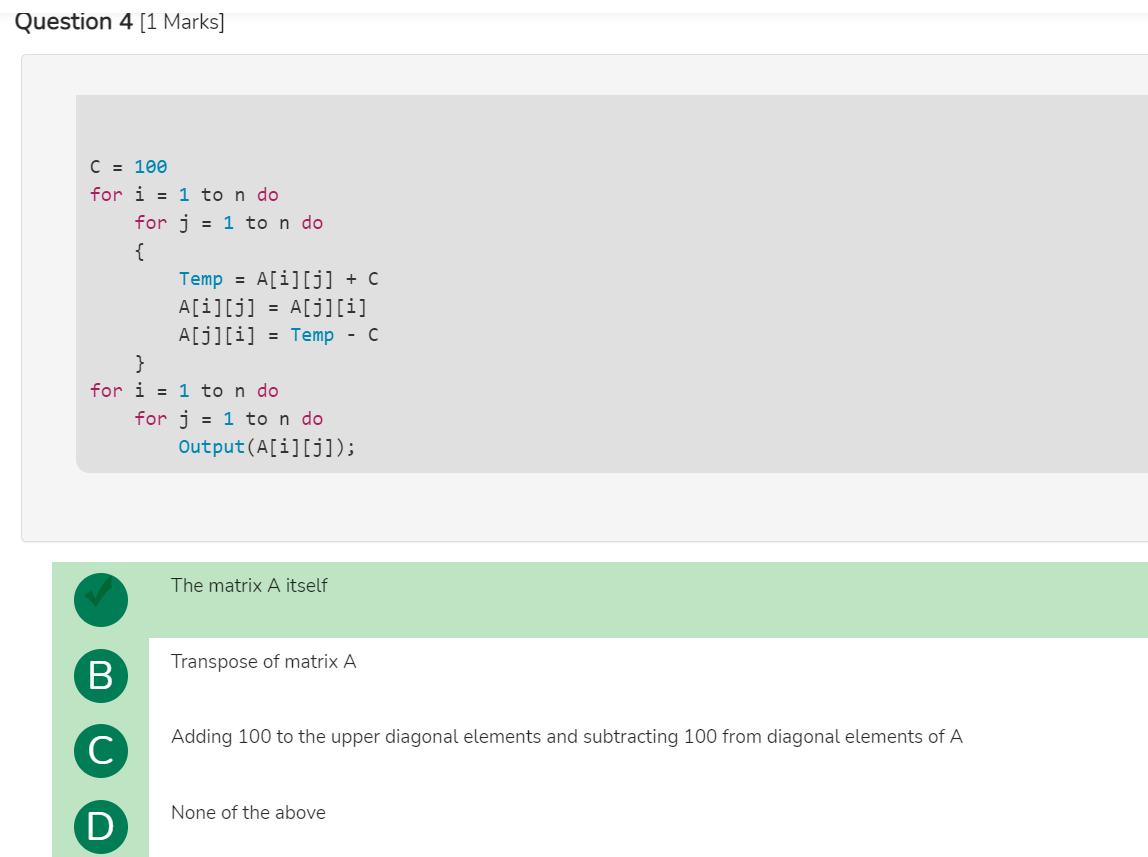 Question 4 [1 Marks]
C = 100
for i = 1 to n do
    for j = 1 to n do
    {
        Temp = A[i][j] + C
        A[i][j] = A[j][i]
        A[j][i] = Temp - C
    }
for i = 1 to n do
    for j = 1 to n do
        Output(A[i][j]);
The matrix A itself
B Transpose of matrix A
C Adding 100 to the upper diagonal elements and subtracting 100 from diagonal elements of A
D None of the above